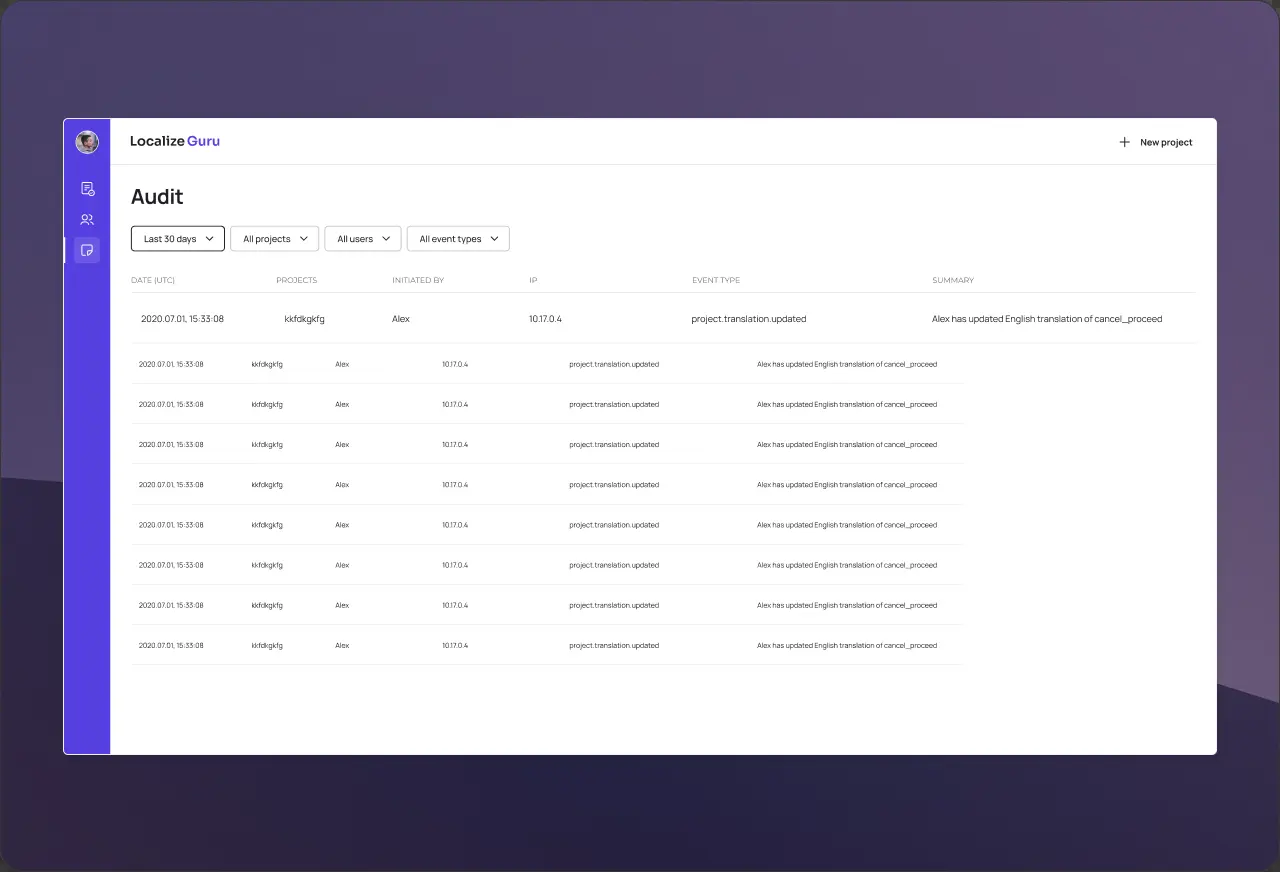 Localize Guru
New project
Audit
Last 30 days All projects All users All event types
DATE (UTC) PROJECTS INITIATED BY IP EVENT TYPE SUMMARY
2020.07.01, 15:33:08 kkfdkgkfg Alex 10.17.0.4 project.translation.updated Alex has updated English translation of cancel_proceed
2020.07.01, 15:33:08 kkfdkgkfg Alex 10.17.0.4 project.translation.updated Alex has updated English translation of cancel_proceed
2020.07.01, 15:33:08 kkfdkgkfg Alex 10.17.0.4 project.translation.updated Alex has updated English translation of cancel_proceed
2020.07.01, 15:33:08 kkfdkgkfg Alex 10.17.0.4 project.translation.updated Alex has updated English translation of cancel_proceed
2020.07.01, 15:33:08 kkfdkgkfg Alex 10.17.0.4 project.translation.updated Alex has updated English translation of cancel_proceed
2020.07.01, 15:33:08 kkfdkgkfg Alex 10.17.0.4 project.translation.updated Alex has updated English translation of cancel_proceed
2020.07.01, 15:33:08 kkfdkgkfg Alex 10.17.0.4 project.translation.updated Alex has updated English translation of cancel_proceed
2020.07.01, 15:33:08 kkfdkgkfg Alex 10.17.0.4 project.translation.updated Alex has updated English translation of cancel_proceed
2020.07.01, 15:33:08 kkfdkgkfg Alex 10.17.0.4 project.translation.updated Alex has updated English translation of cancel_proceed